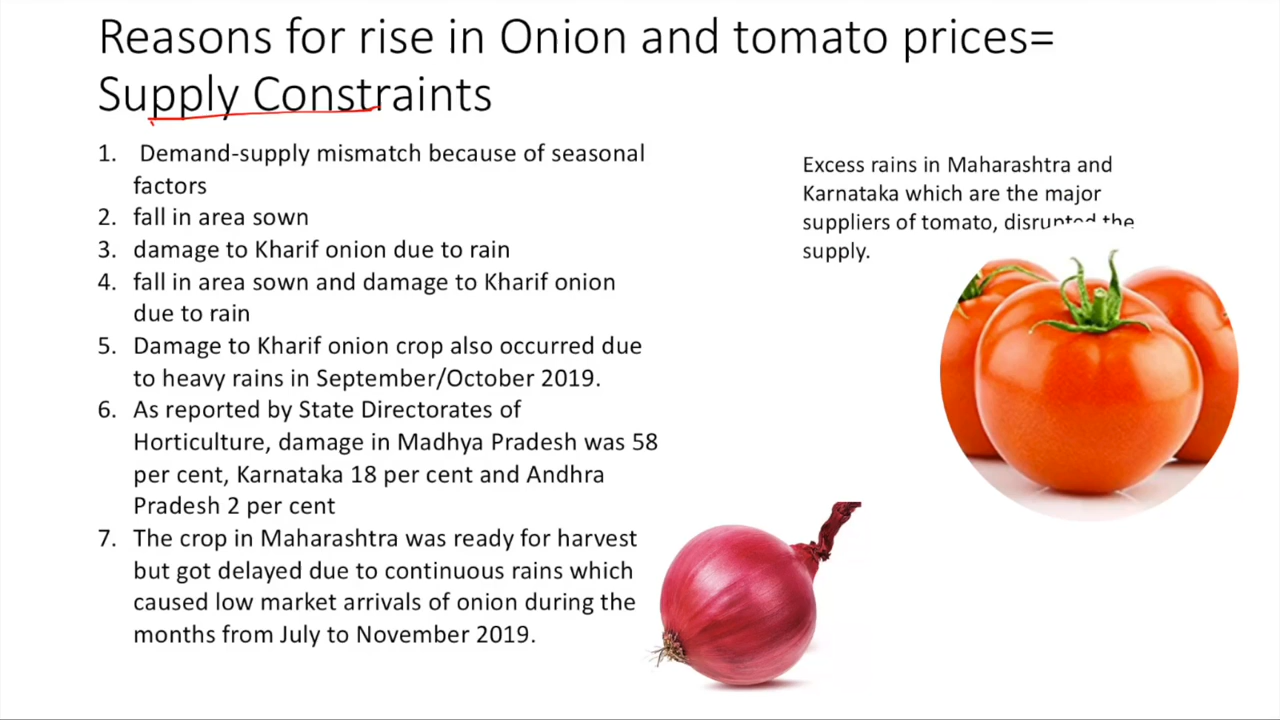 Reasons for rise in Onion and tomato prices=
Supply Constraints
1. Demand-supply mismatch because of seasonal
factors
2. fall in area sown
3. damage to Kharif onion due to rain
4. fall in area sown and damage to Kharif onion
due to rain
5. Damage to Kharif onion crop also occurred due
to heavy rains in September/October 2019.
6. As reported by State Directorates of
Horticulture, damage in Madhya Pradesh was 58
per cent, Karnataka 18 per cent and Andhra
Pradesh 2 per cent
7. The crop in Maharashtra was ready for harvest
but got delayed due to continuous rains which
caused low market arrivals of onion during the
months from July to November 2019.
Excess rains in Maharashtra and
Karnataka which are the major
suppliers of tomato, disrupted the
supply.